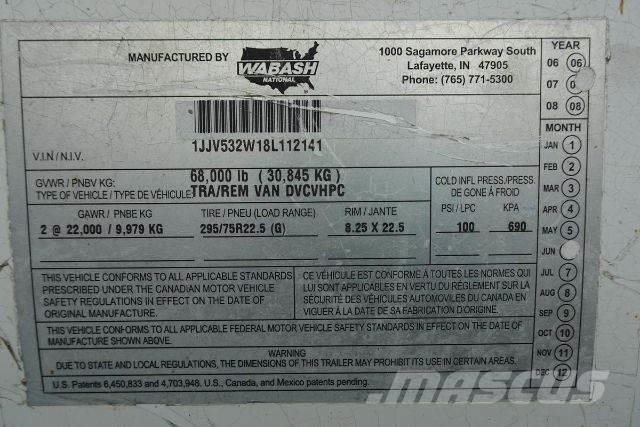 MANUFACTURED BY
WABASH
NATIONAL
1000 Sagamore Parkway South
Lafayette, IN 47905
Phone: (765) 771-5300
1JJV532W18L112141
V.I.N / N.I.V.
GVWR / PNBV KG: 68,000 lb ( 30,845 KG )
TYPE OF VEHICLE / TYPE DE VÉHICULE: TRA/REM VAN DVCVHPC
GAWR / PNBE KG
2 @ 22,000 / 9,979 KG
TIRE / PNEU (LOAD RANGE)
295/75R22.5 (G)
RIM / JANTE
8.25 X 22.5
COLD INFL PRESS./PRESS.
DE GONE À FROID
PSI / LPC KPA
100 690
THIS VEHICLE CONFORMS TO ALL APPLICABLE STANDARDS
PRESCRIBED UNDER THE CANADIAN MOTOR VEHICLE
SAFETY REGULATIONS IN EFFECT ON THE DATE OF
ORIGINAL MANUFACTURE.
CE VÉHICULE EST CONFORME À TOUTES LES NORMES QUI
LUI SONT APPLICABLES EN VERTU DU RÉGLEMENT SUR LA
SÉCURITÉ DES VÉHICULES AUTOMOBILES DU CANADA EN
VIGUER À LA DATE DE SA FABRICATION D'ORIGINE.
THIS VEHICLE CONFORMS TO ALL APPLICABLE FEDERAL MOTOR VEHICLE SAFETY STANDARDS IN EFFECT ON THE DATE OF
MANUFACTURE SHOWN ABOVE.
WARNING
DUE TO STATE AND LOCAL REGULATIONS, THE DIMENSIONS OF THIS TRAILER MAY PREVENT ITS LEGAL OPERATION IN SOME AREAS.
U.S. Patents 6,450,833 and 4,703,948. U.S., Canada, and Mexico patents pending.
YEAR
06 06
07 0
08 08
MONTH
JAN 1
FEB 2
MAR 3
APR 4
MAY 5
JUN
JUL 7
AUG 8
SEP 9
OCT 10
NOV 11
DEC 12
MASCUS